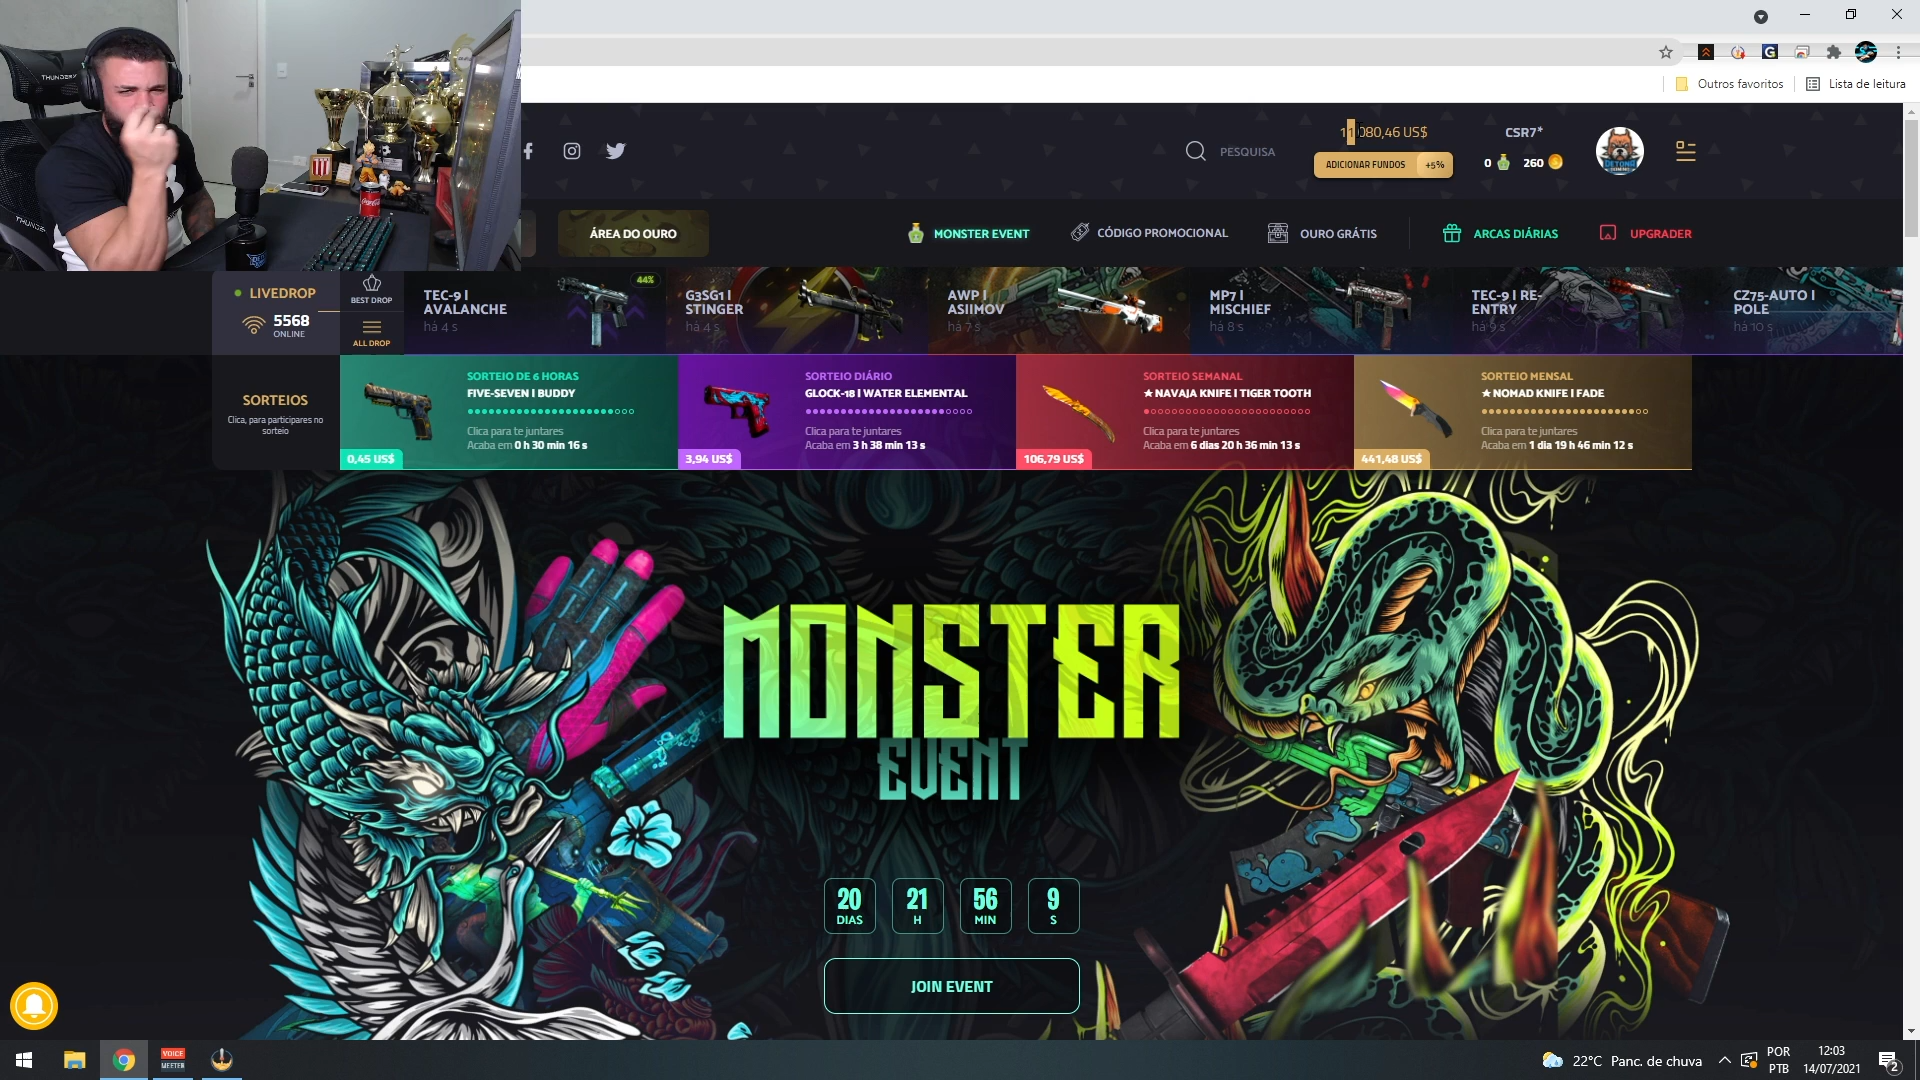 Outros favoritos
Lista de leitura
THUNDERX
PESQUISA
11 080,46 US$
ADICIONAR FUNDOS +5%
CSR7*
0 260
ÁREA DO OURO
MONSTER EVENT
CÓDIGO PROMOCIONAL
OURO GRÁTIS
ARCAS DIÁRIAS
UPGRADER
LIVEDROP
5568
ONLINE
BEST DROP
ALL DROP
TEC-9 |
AVALANCHE
há 4 s
44%
G3SG1 |
STINGER
há 4 s
AWP |
ASIIMOV
há 7 s
MP7 |
MISCHIEF
há 8 s
TEC-9 | RE-
ENTRY
há 9 s
CZ75-AUTO |
POLE
há 10 s
SORTEIOS
Clica, para participares no
sorteio
SORTEIO DE 6 HORAS
FIVE-SEVEN | BUDDY
Clica para te juntares
Acaba em 0 h 30 min 16 s
0,45 US$
SORTEIO DIÁRIO
GLOCK-18 | WATER ELEMENTAL
Clica para te juntares
Acaba em 3 h 38 min 13 s
3,94 US$
SORTEIO SEMANAL
★ NAVAJA KNIFE | TIGER TOOTH
Clica para te juntares
Acaba em 6 dias 20 h 36 min 13 s
106,79 US$
SORTEIO MENSAL
★ NOMAD KNIFE | FADE
Clica para te juntares
Acaba em 1 dia 19 h 46 min 12 s
441,48 US$
MONSTER
EVENT
20 21 56 9
DIAS H MIN S
JOIN EVENT
VOICE
MEETER
22°C Panc. de chuva
POR
PTB
12:03
14/07/2021
2